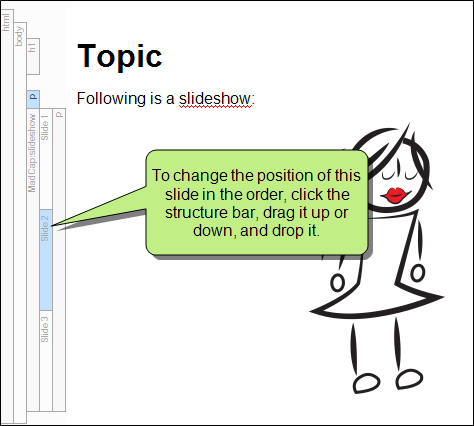 html
body
h1
p
MadCap:slideshow
Slide 1
Slide 2
Slide 3
p
Topic
Following is a slideshow:
To change the position of this
slide in the order, click the
structure bar, drag it up or
down, and drop it.